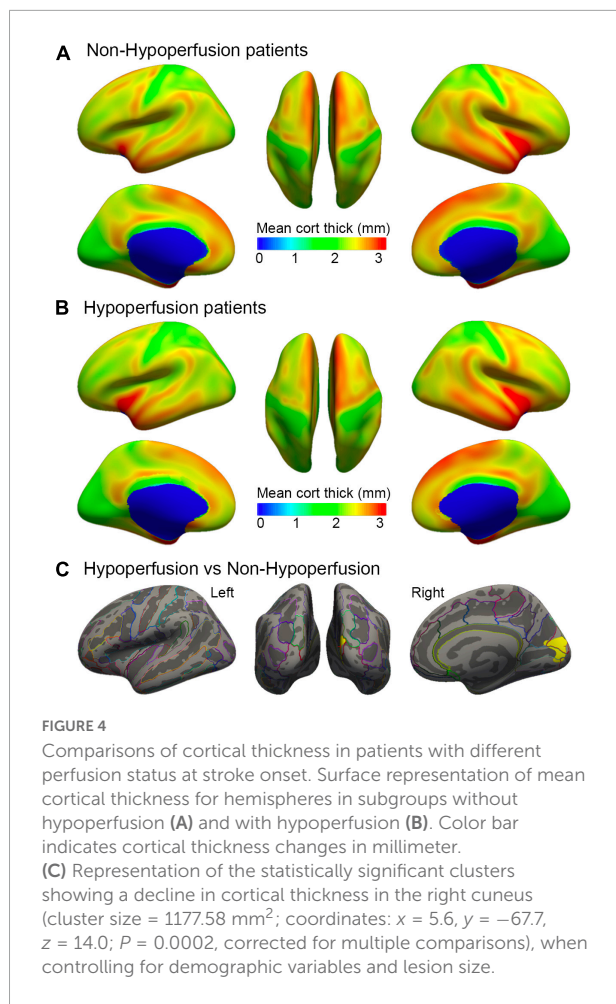 A Non-Hypoperfusion patients
Mean cort thick (mm)
0 1 2 3
B Hypoperfusion patients
Mean cort thick (mm)
0 1 2 3
C Hypoperfusion vs Non-Hypoperfusion
Left Right
FIGURE 4
Comparisons of cortical thickness in patients with different
perfusion status at stroke onset. Surface representation of mean
cortical thickness for hemispheres in subgroups without
hypoperfusion (A) and with hypoperfusion (B). Color bar
indicates cortical thickness changes in millimeter.
(C) Representation of the statistically significant clusters
showing a decline in cortical thickness in the right cuneus
(cluster size = 1177.58 mm²; coordinates: x = 5.6, y = −67.7,
z = 14.0; P = 0.0002, corrected for multiple comparisons), when
controlling for demographic variables and lesion size.